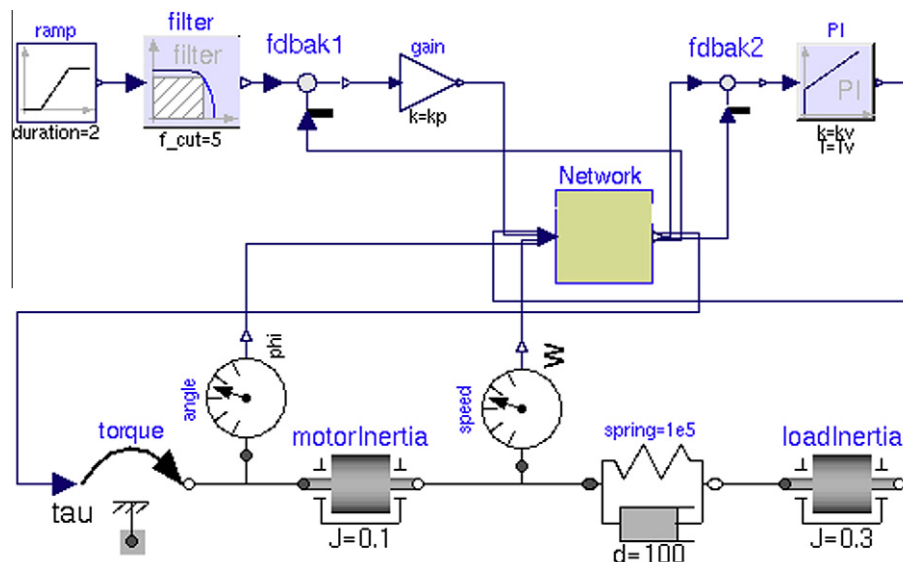 ramp
filter
filter
fdbak1
gain
fdbak2
PI
PI
duration=2
f_cut=5
k=kp
k=kv
T=Tv
Network
phi
W
angle
speed
torque
motorInertia
spring=1e5
loadInertia
tau
J=0.1
d=100
J=0.3